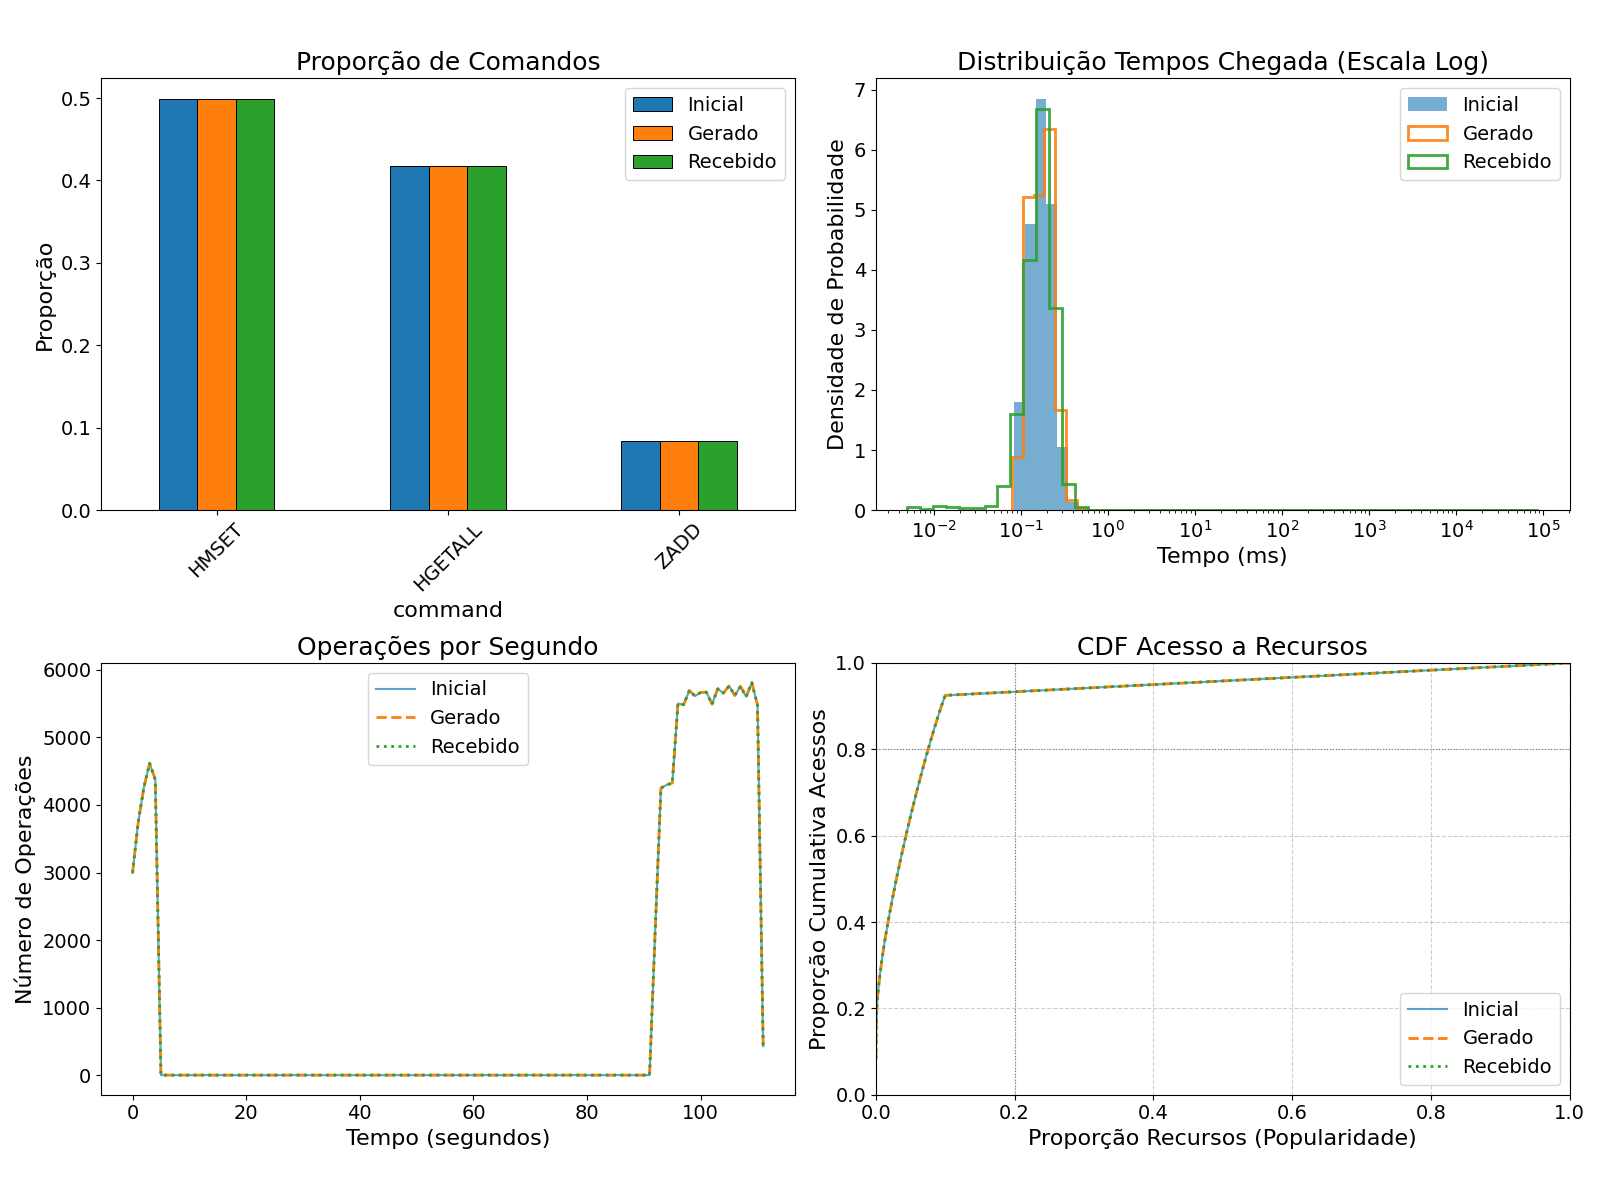 Proporção de Comandos
Proporção
0.5
0.4
0.3
0.2
0.1
0.0
Inicial
Gerado
Recebido
HMSET
HGETALL
ZADD
command
Distribuição Tempos Chegada (Escala Log)
Densidade de Probabilidade
7
6
5
4
3
2
1
0
Inicial
Gerado
Recebido
10⁻² 10⁻¹ 10⁰ 10¹ 10² 10³ 10⁴ 10⁵
Tempo (ms)
Operações por Segundo
Número de Operações
6000
5000
4000
3000
2000
1000
0
Inicial
Gerado
Recebido
0 20 40 60 80 100
Tempo (segundos)
CDF Acesso a Recursos
Proporção Cumulativa Acessos
1.0
0.8
0.6
0.4
0.2
0.0
Inicial
Gerado
Recebido
0.0 0.2 0.4 0.6 0.8 1.0
Proporção Recursos (Popularidade)